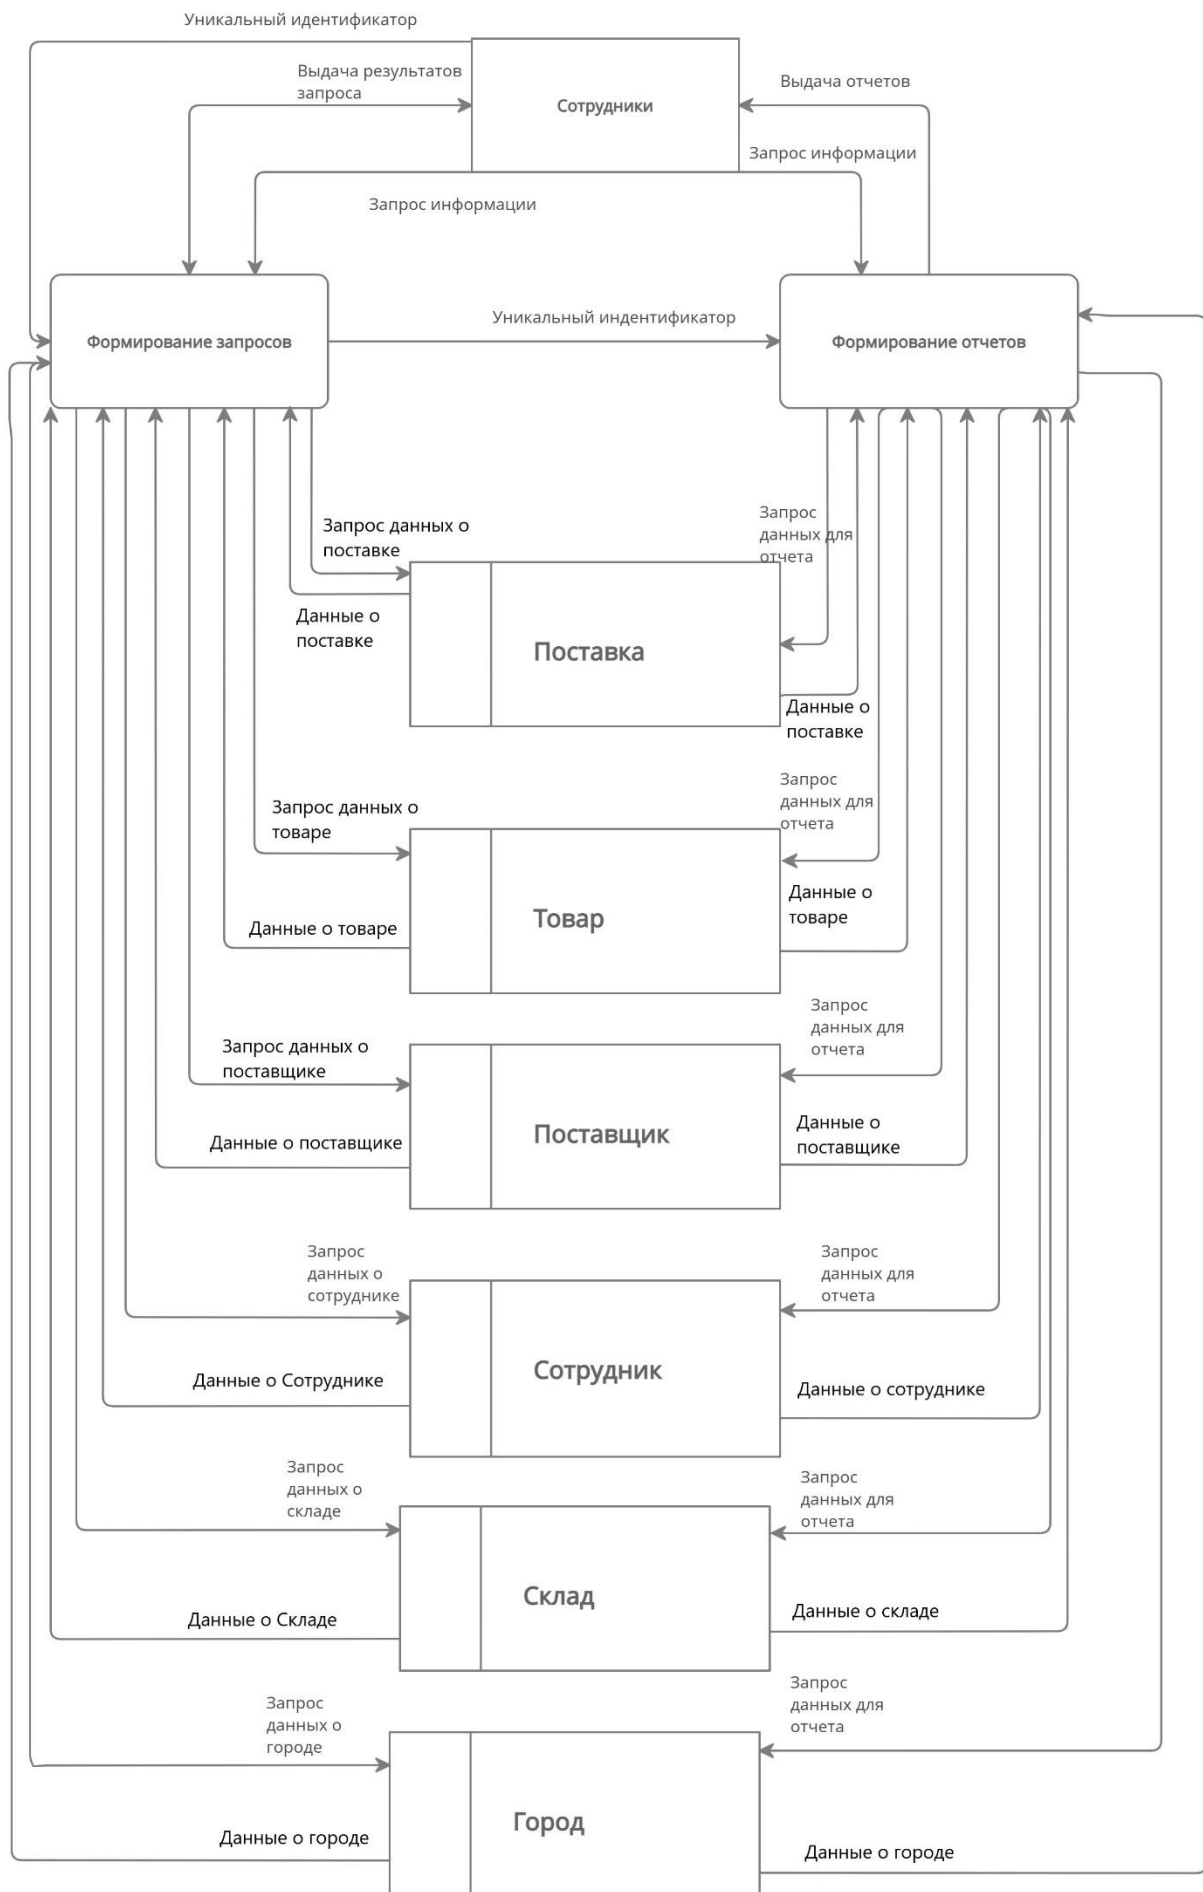 Уникальный идентификатор
Выдача результатов
запроса
Сотрудники
Выдача отчетов
Запрос информации
Запрос информации
Формирование запросов
Уникальный индентификатор
Формирование отчетов
Запрос данных о
поставке
Данные о
поставке
Поставка
Запрос
данных для
отчета
Данные о
поставке
Запрос данных о
товаре
Данные о товаре
Товар
Запрос
данных для
отчета
Данные о
товаре
Запрос данных о
поставщике
Данные о поставщике
Поставщик
Запрос
данных для
отчета
Данные о
поставщике
Запрос
данных о
сотруднике
Данные о Сотруднике
Сотрудник
Запрос
данных для
отчета
Данные о сотруднике
Запрос
данных о
складе
Данные о Складе
Склад
Запрос
данных для
отчета
Данные о складе
Запрос
данных о
городе
Данные о городе
Город
Запрос
данных для
отчета
Данные о городе